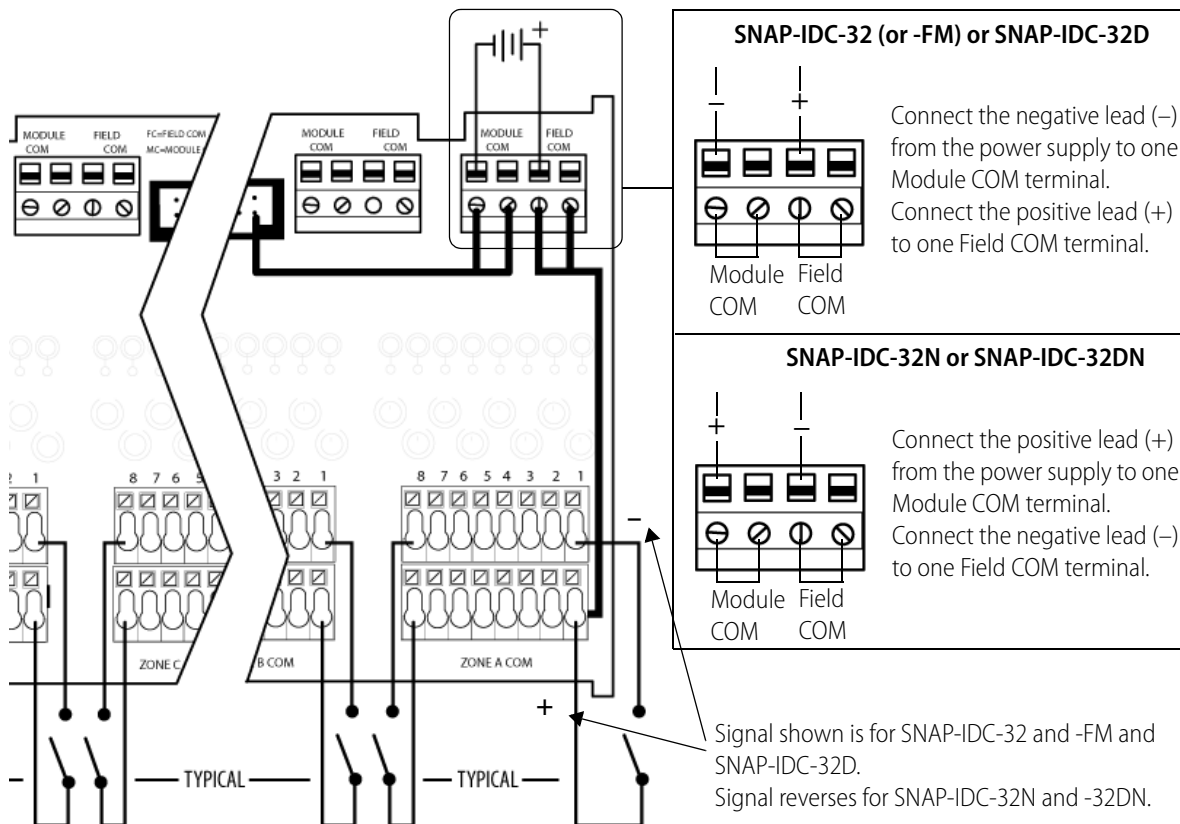 +
MODULE COM FIELD COM FC=FIELD COM
MC=MODULE
MODULE COM FIELD COM
MODULE COM FIELD COM
2 1
8 7 6 5
3 2 1
8 7 6 5 4 3 2 1
ZONE C
B COM
ZONE A COM
−
+
TYPICAL
TYPICAL
SNAP-IDC-32 (or -FM) or SNAP-IDC-32D
− +
Connect the negative lead (–)
from the power supply to one
Module COM terminal.
Connect the positive lead (+)
to one Field COM terminal.
Module Field
COM COM
SNAP-IDC-32N or SNAP-IDC-32DN
+ −
Connect the positive lead (+)
from the power supply to one
Module COM terminal.
Connect the negative lead (–)
to one Field COM terminal.
Module Field
COM COM
Signal shown is for SNAP-IDC-32 and -FM and
SNAP-IDC-32D.
Signal reverses for SNAP-IDC-32N and -32DN.